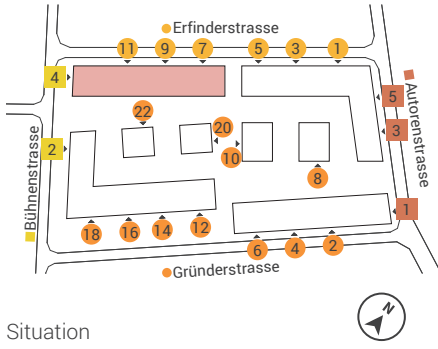 Erfinderstrasse
11 9 7 5 3 1
4
5
Autorenstrasse
3
22
20
10
2
8
Bühnenstrasse
1
18 16 14 12
6 4 2
Gründerstrasse
N
Situation